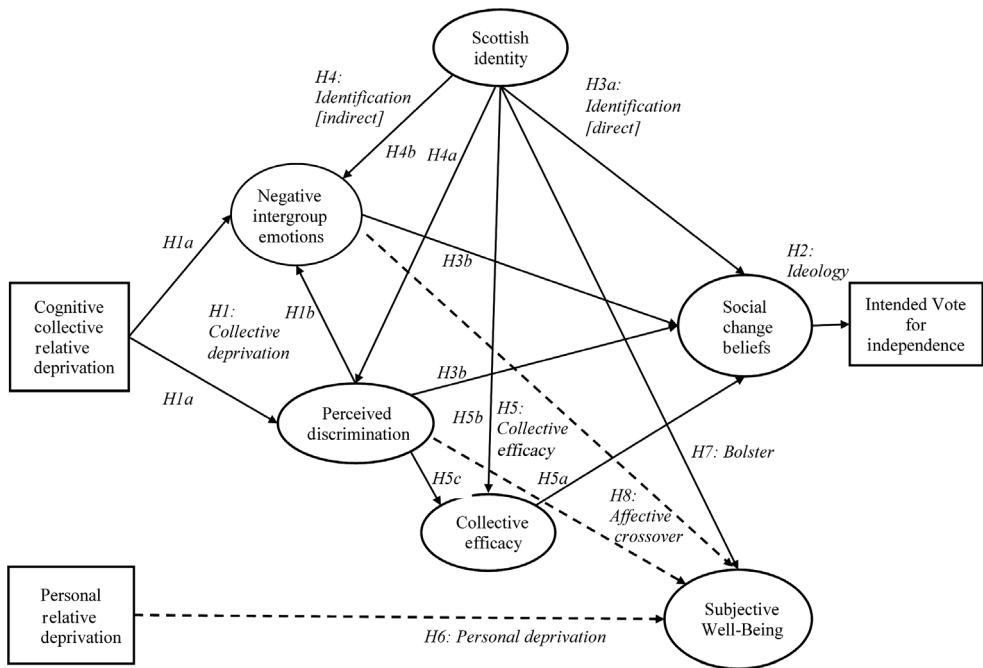 Scottish
identity
H4:
Identification
[indirect]
H3a:
Identification
[direct]
H4b
H4a
Negative
intergroup
emotions
H1a
H3b
H2:
Ideology
Cognitive
collective
relative
deprivation
H1:
Collective
deprivation
H1b
Social
change
beliefs
Intended Vote
for
independence
H3b
H1a
Perceived
discrimination
H5b
H5:
Collective
efficacy
H7: Bolster
H5c
H5a
H8:
Affective
crossover
Collective
efficacy
Personal
relative
deprivation
H6: Personal deprivation
Subjective
Well-Being